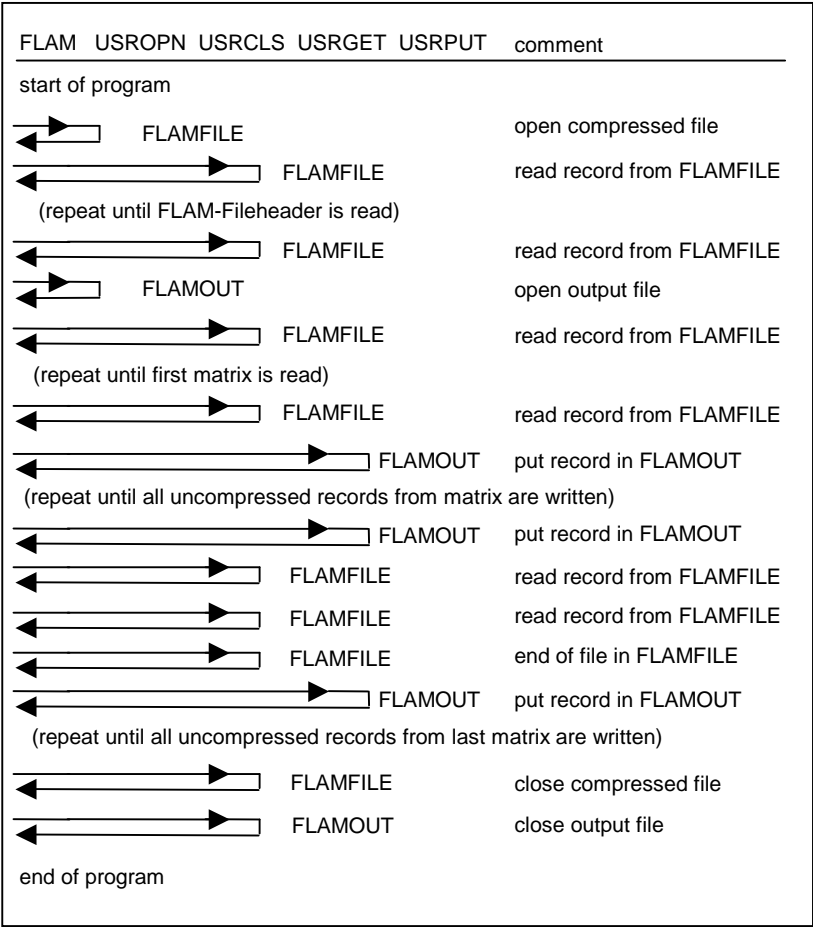 FLAM USROPN USRCLS USRGET USRPUT comment
start of program
FLAMFILE open compressed file
FLAMFILE read record from FLAMFILE
(repeat until FLAM-Fileheader is read)
FLAMFILE read record from FLAMFILE
FLAMOUT open output file
FLAMFILE read record from FLAMFILE
(repeat until first matrix is read)
FLAMFILE read record from FLAMFILE
FLAMOUT put record in FLAMOUT
(repeat until all uncompressed records from matrix are written)
FLAMOUT put record in FLAMOUT
FLAMFILE read record from FLAMFILE
FLAMFILE read record from FLAMFILE
FLAMFILE end of file in FLAMFILE
FLAMOUT put record in FLAMOUT
(repeat until all uncompressed records from last matrix are written)
FLAMFILE close compressed file
FLAMOUT close output file
end of program